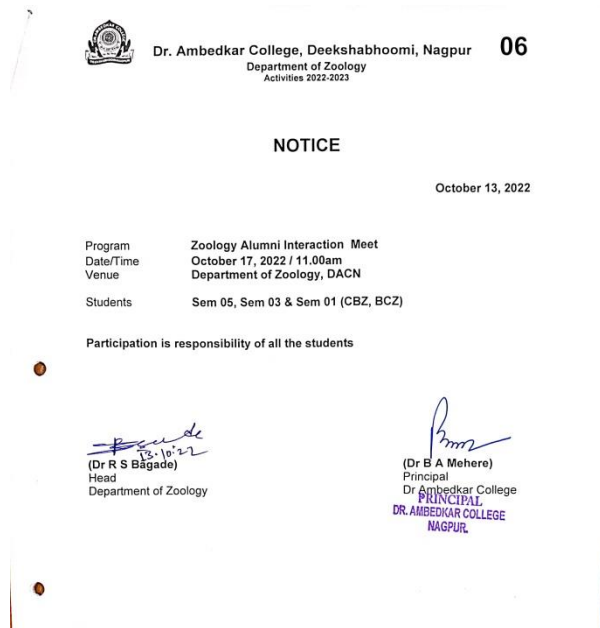 Dr. Ambedkar College, Deekshabhoomi, Nagpur 06
Department of Zoology
Activities 2022-2023
NOTICE
October 13, 2022
Program Zoology Alumni Interaction Meet
Date/Time October 17, 2022 / 11.00am
Venue Department of Zoology, DACN
Students Sem 05, Sem 03 & Sem 01 (CBZ, BCZ)
Participation is responsibility of all the students
13.10.22
(Dr R S Bagade)
Head
Department of Zoology
(Dr B A Mehere)
Principal
Dr Ambedkar College
PRINCIPAL
DR. AMBEDKAR COLLEGE
NAGPUR.